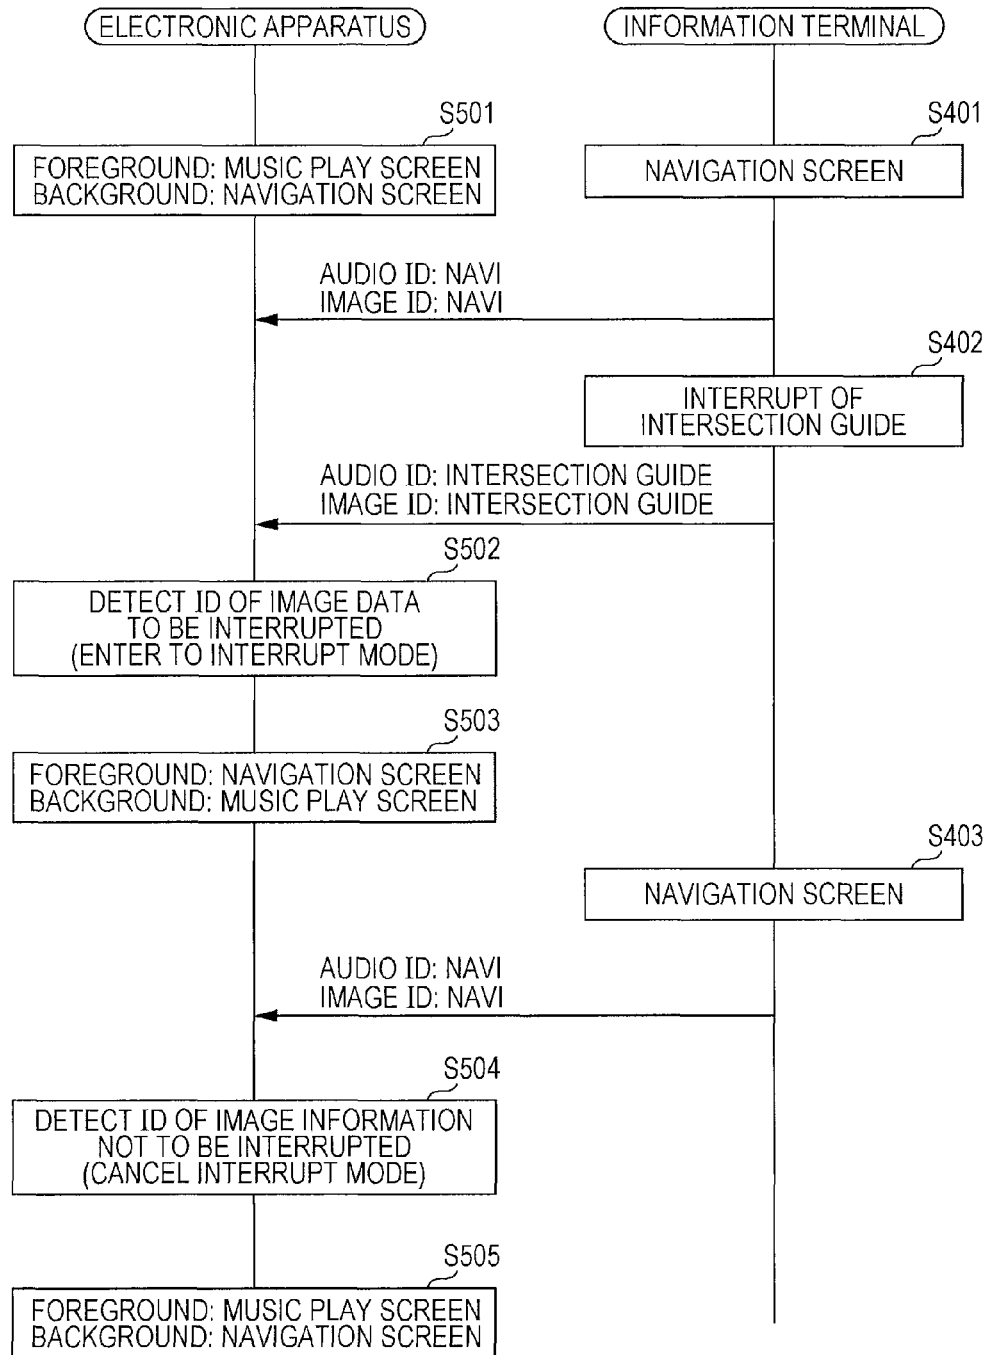 ELECTRONIC APPARATUS
INFORMATION TERMINAL
S501
FOREGROUND: MUSIC PLAY SCREEN
BACKGROUND: NAVIGATION SCREEN
S401
NAVIGATION SCREEN
AUDIO ID: NAVI
IMAGE ID: NAVI
S402
INTERRUPT OF
INTERSECTION GUIDE
AUDIO ID: INTERSECTION GUIDE
IMAGE ID: INTERSECTION GUIDE
S502
DETECT ID OF IMAGE DATA
TO BE INTERRUPTED
(ENTER TO INTERRUPT MODE)
S503
FOREGROUND: NAVIGATION SCREEN
BACKGROUND: MUSIC PLAY SCREEN
S403
NAVIGATION SCREEN
AUDIO ID: NAVI
IMAGE ID: NAVI
S504
DETECT ID OF IMAGE INFORMATION
NOT TO BE INTERRUPTED
(CANCEL INTERRUPT MODE)
S505
FOREGROUND: MUSIC PLAY SCREEN
BACKGROUND: NAVIGATION SCREEN